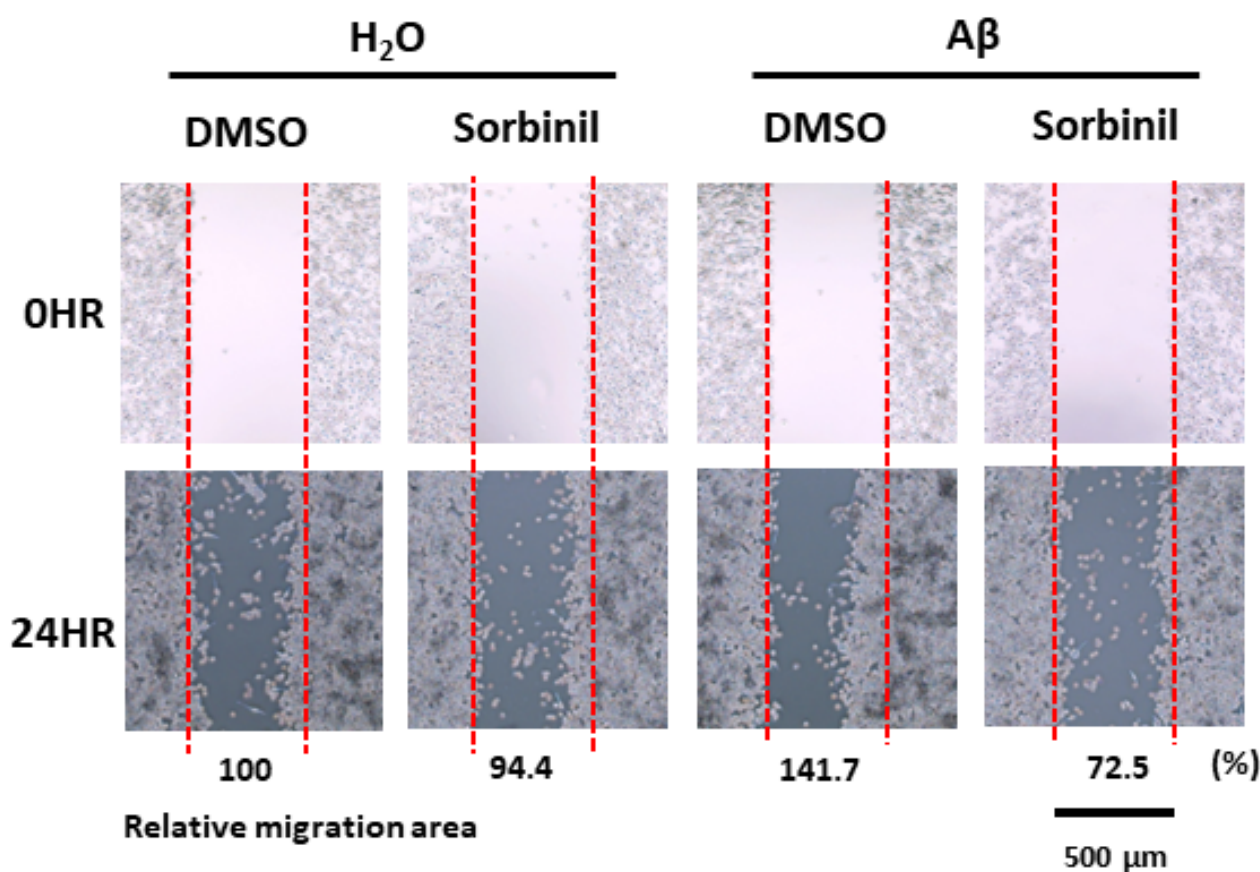 H₂O Aβ
DMSO Sorbinil DMSO Sorbinil
0HR
24HR
100 94.4 141.7 72.5 (%)
Relative migration area
500 μm